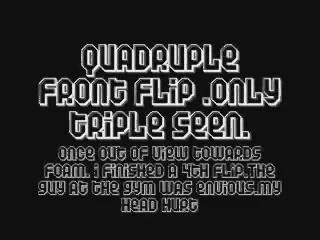 QUADRUPLE
FRONT FLIP .ONLY
TRIPLE SEEN.
ONCE OUT OF VIEW TOWARDS
FOAM. I FINISHED A 4TH FLIP.THE
GUY AT THE GYM WAS ENVIOUS.MY
HEAD HURT